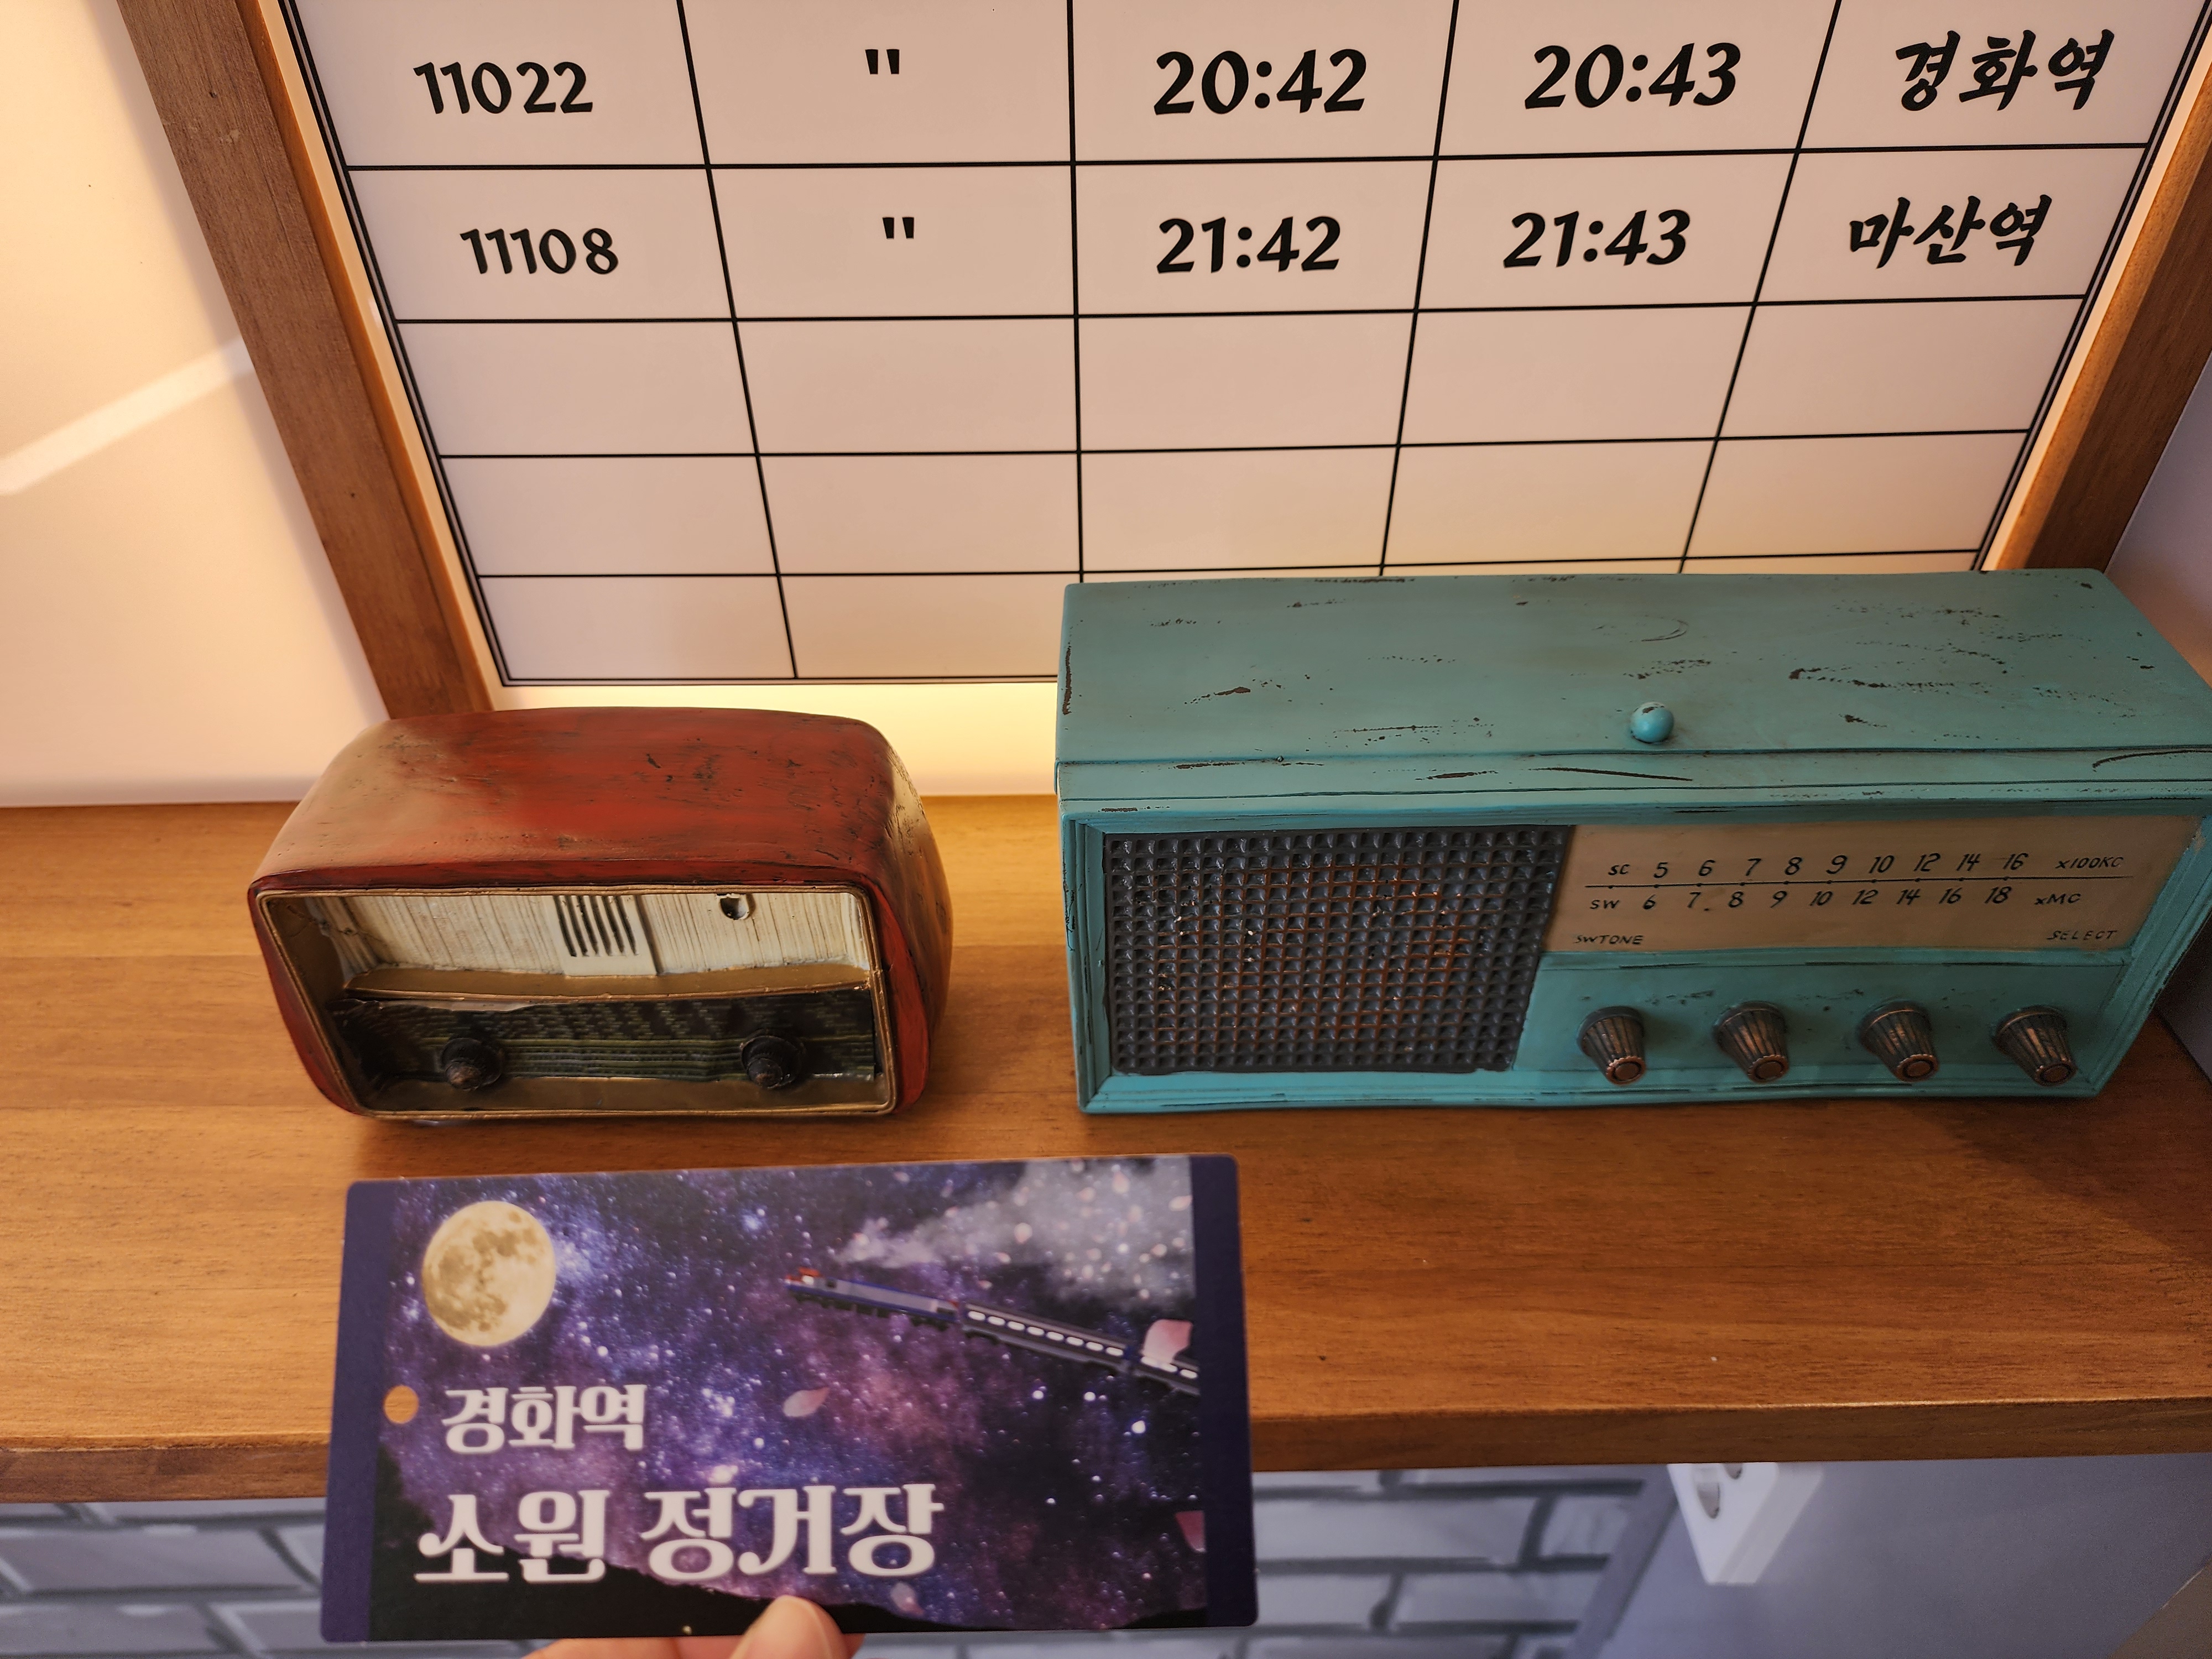 11022 " 20:42 20:43 경화역
11108 " 21:42 21:43 마산역
SC 5 6 7 8 9 10 12 14 16 x100KC
SW 6 7 8 9 10 12 14 16 18 xMC
SWTONE SELECT
경화역
소원 정거장